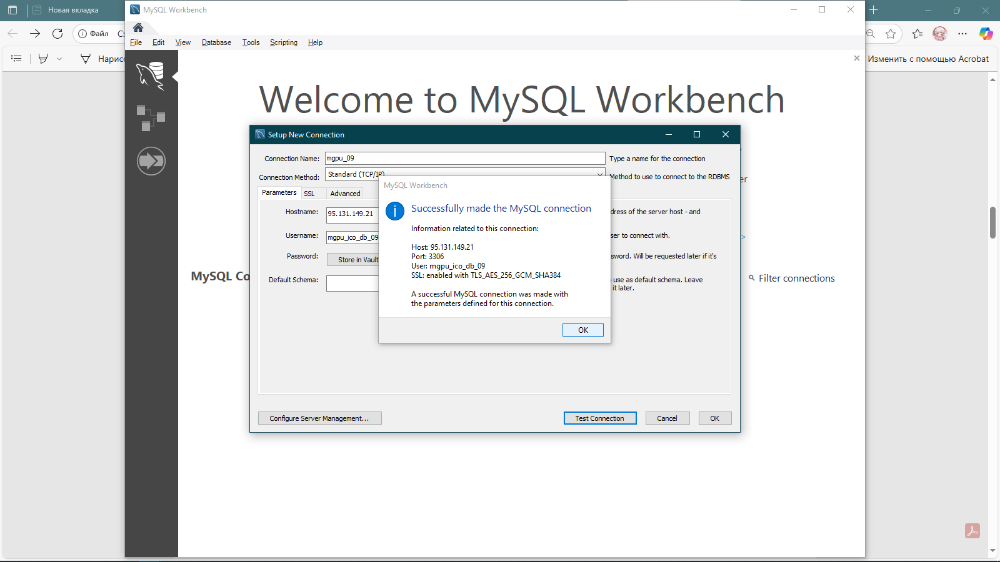 Новая вкладка
MySQL Workbench
Файл
File Edit View Database Tools Scripting Help
Изменить с помощью Acrobat
Welcome to MySQL Workbench
Setup New Connection
Connection Name: mgpu_09 Type a name for the connection
Connection Method: Standard (TCP/IP) Method to use to connect to the RDBMS
Parameters SSL Advanced
Hostname: 95.131.149.21
Username: mgpu_ico_db_09
ser to connect with.
Password: Store in Vault
sword. Will be requested later if it's
Default Schema:
use as default schema. Leave
it later.
dress of the server host - and
MySQL Workbench
Successfully made the MySQL connection
Information related to this connection:
Host: 95.131.149.21
Port: 3306
User: mgpu_ico_db_09
SSL: enabled with TLS_AES_256_GCM_SHA384
A successful MySQL connection was made with
the parameters defined for this connection.
OK
MySQL Co
Filter connections
Configure Server Management...
Test Connection Cancel OK